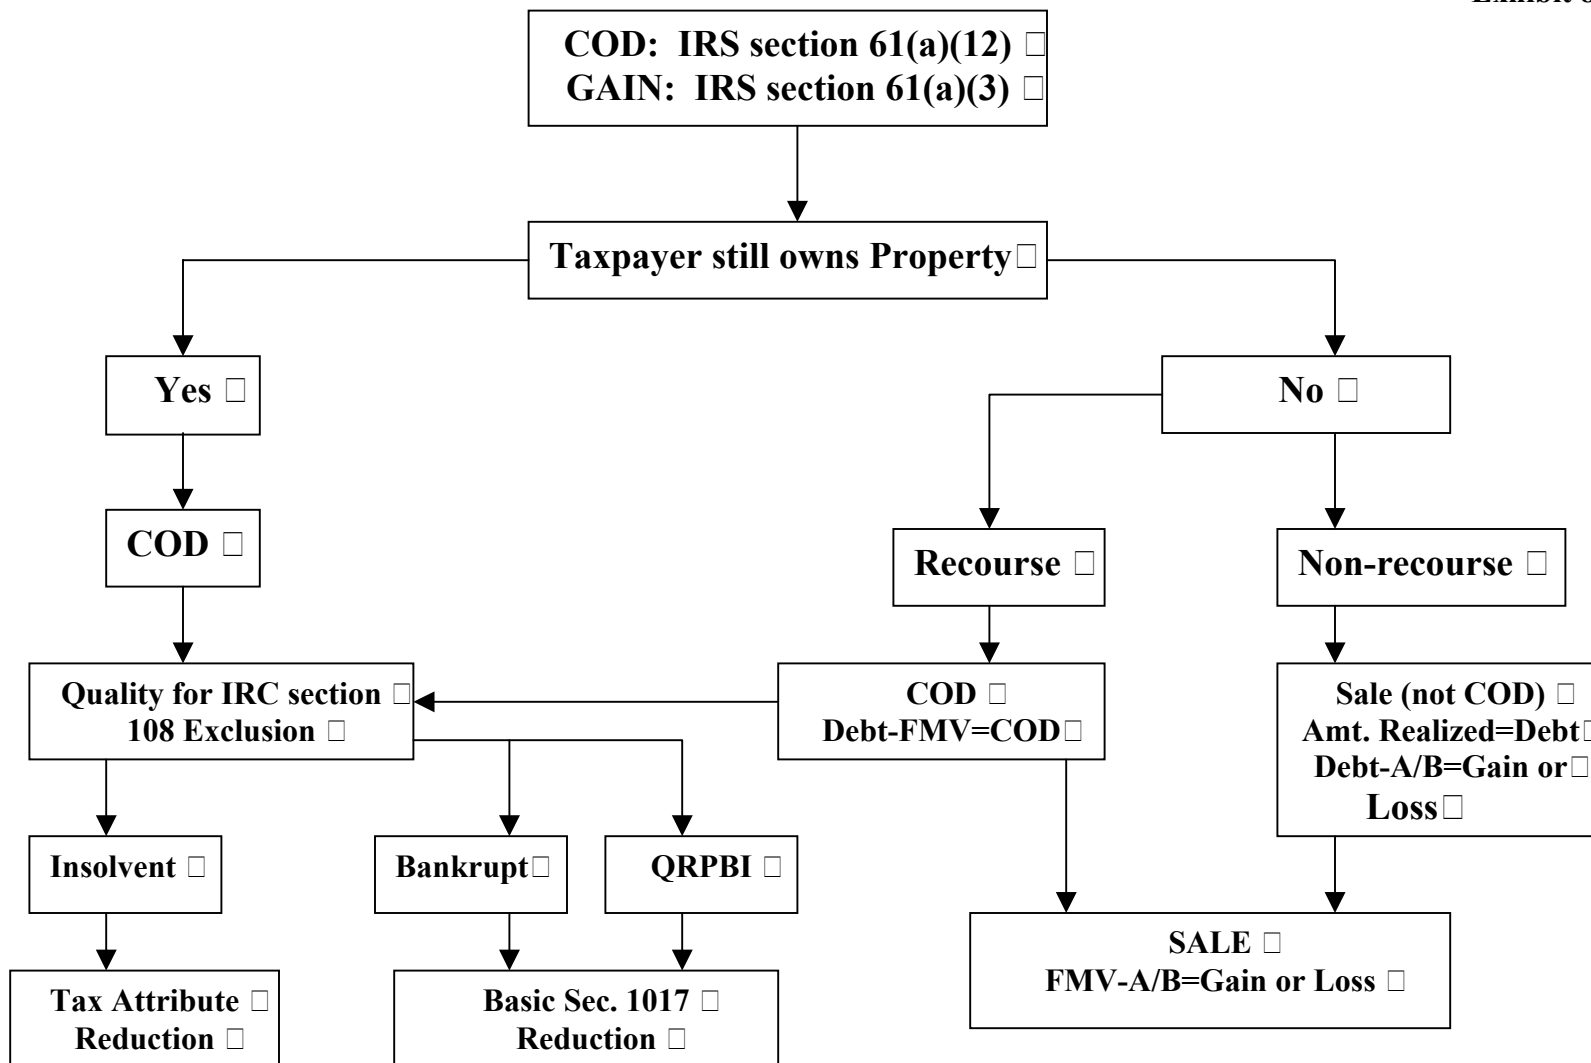 COD: IRS section 61(a)(12)
GAIN: IRS section 61(a)(3)
Taxpayer still owns Property
Yes
No
COD
Recourse
Non-recourse
Quality for IRC section
108 Exclusion
COD
Debt-FMV=COD
Sale (not COD)
Amt. Realized=Debt
Debt-A/B=Gain or
Loss
Insolvent
Bankrupt
QRPBI
SALE
FMV-A/B=Gain or Loss
Tax Attribute
Reduction
Basic Sec. 1017
Reduction